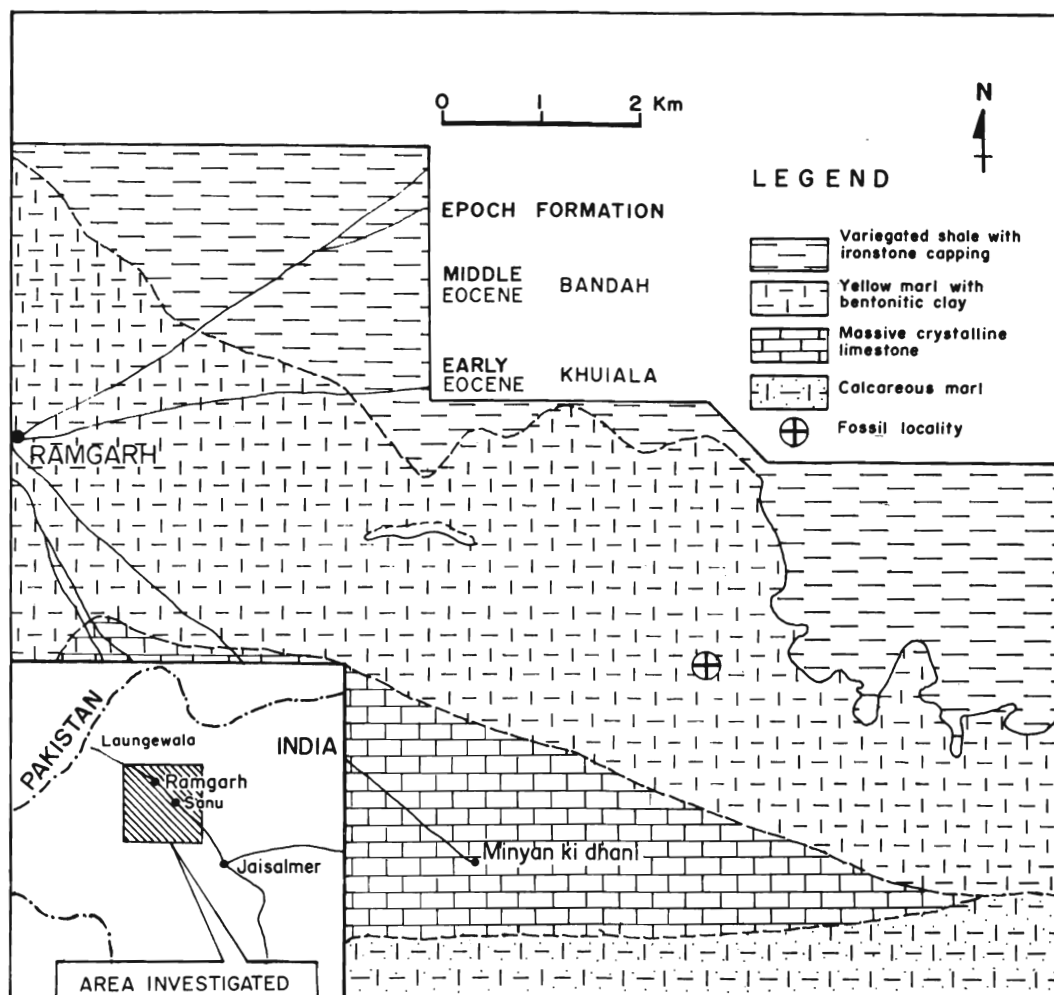 0 1 2 Km
N
LEGEND
EPOCH FORMATION
MIDDLE
EOCENE BANDAH
EARLY
EOCENE KHUIALA
Variegated shale with
ironstone capping
Yellow marl with
bentonitic clay
Massive crystalline
limestone
Calcareous marl
Fossil locality
RAMGARH
PAKISTAN
INDIA
Laungewala
Ramgarh
Sanu
Jaisalmer
Minyan ki dhani
AREA INVESTIGATED